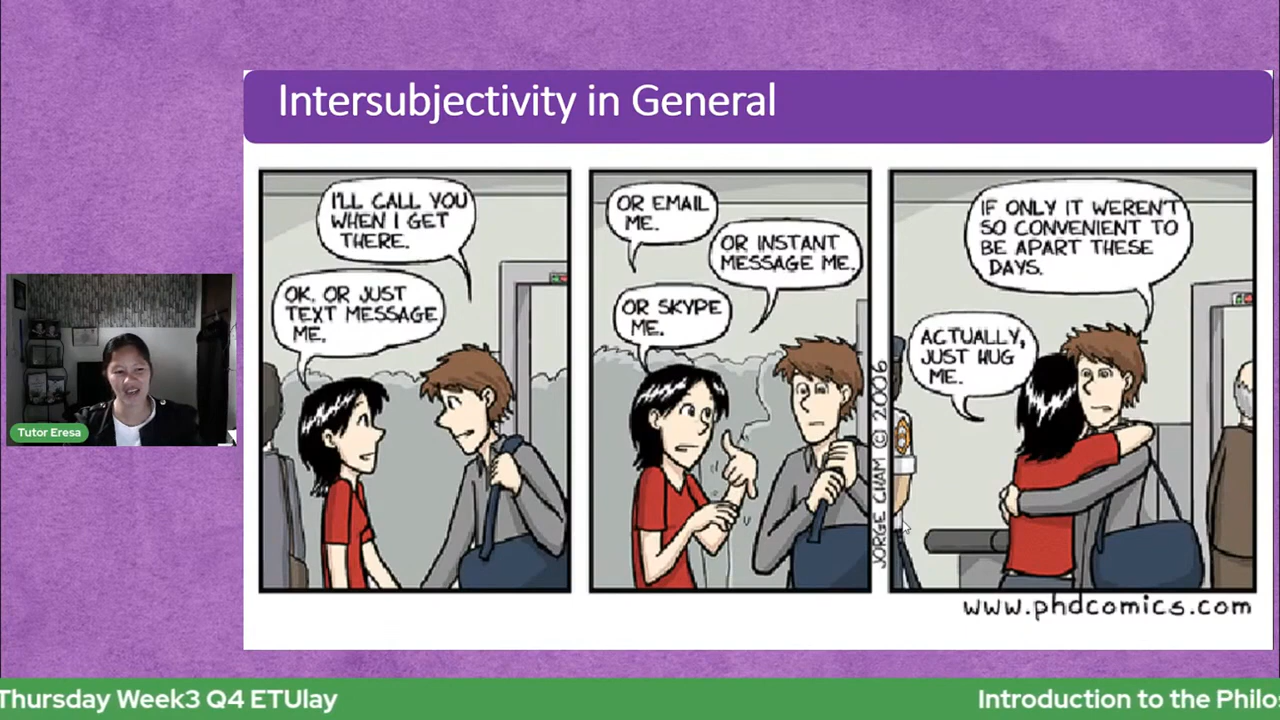 Intersubjectivity in General
I'LL CALL YOU
WHEN I GET
THERE.
OK. OR JUST
TEXT MESSAGE
ME.
OR EMAIL
ME.
OR INSTANT
MESSAGE ME.
OR SKYPE
ME.
IF ONLY IT WEREN'T
SO CONVENIENT TO
BE APART THESE
DAYS.
ACTUALLY,
JUST HUG
ME.
JORGE CHAM © 2006
www.phdcomics.com
Tutor Eresa
Thursday Week3 Q4 ETUlay
Introduction to the Philo